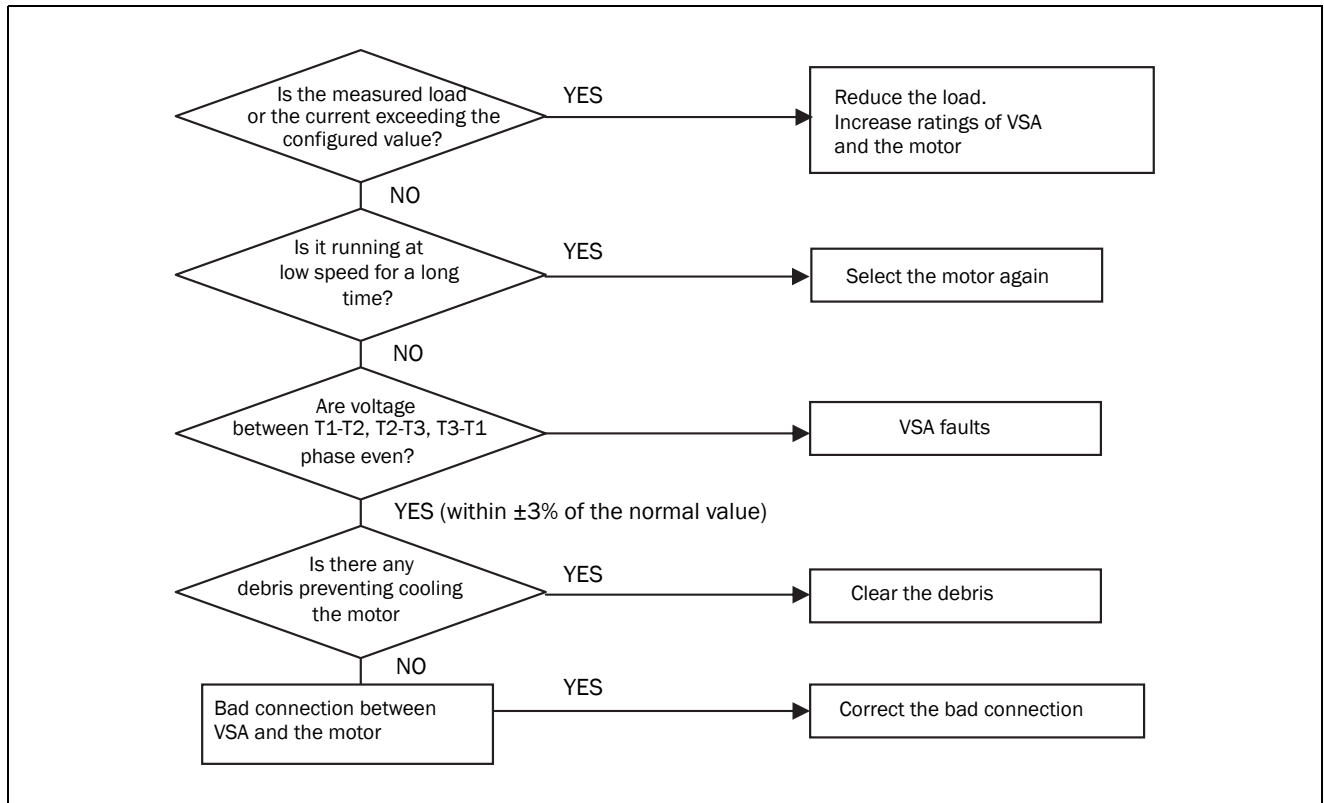 Is the measured load
or the current exceeding the
configured value?
YES
Reduce the load.
Increase ratings of VSA
and the motor
NO
Is it running at
low speed for a long
time?
YES
Select the motor again
NO
Are voltage
between T1-T2, T2-T3, T3-T1
phase even?
VSA faults
YES (within ±3% of the normal value)
Is there any
debris preventing cooling
the motor
YES
Clear the debris
NO
Bad connection between
VSA and the motor
YES
Correct the bad connection